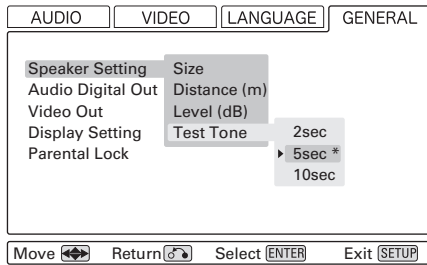 AUDIO VIDEO LANGUAGE GENERAL
Speaker Setting Size
Audio Digital Out Distance (m)
Video Out Level (dB)
Display Setting Test Tone 2sec
Parental Lock 5sec *
10sec
Move Return Select ENTER Exit SETUP